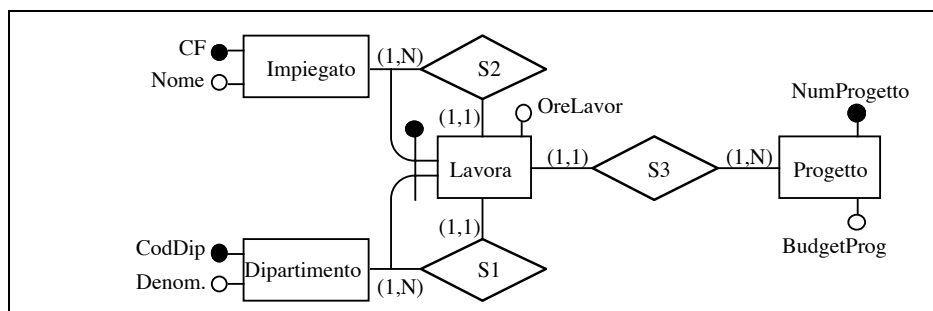 CF
Nome
Impiegato
(1,N)
S2
(1,1)
OreLavor
NumProgetto
Lavora
(1,1)
S3
(1,N)
Progetto
BudgetProg
CodDip
Denom.
Dipartimento
(1,N)
(1,1)
S1